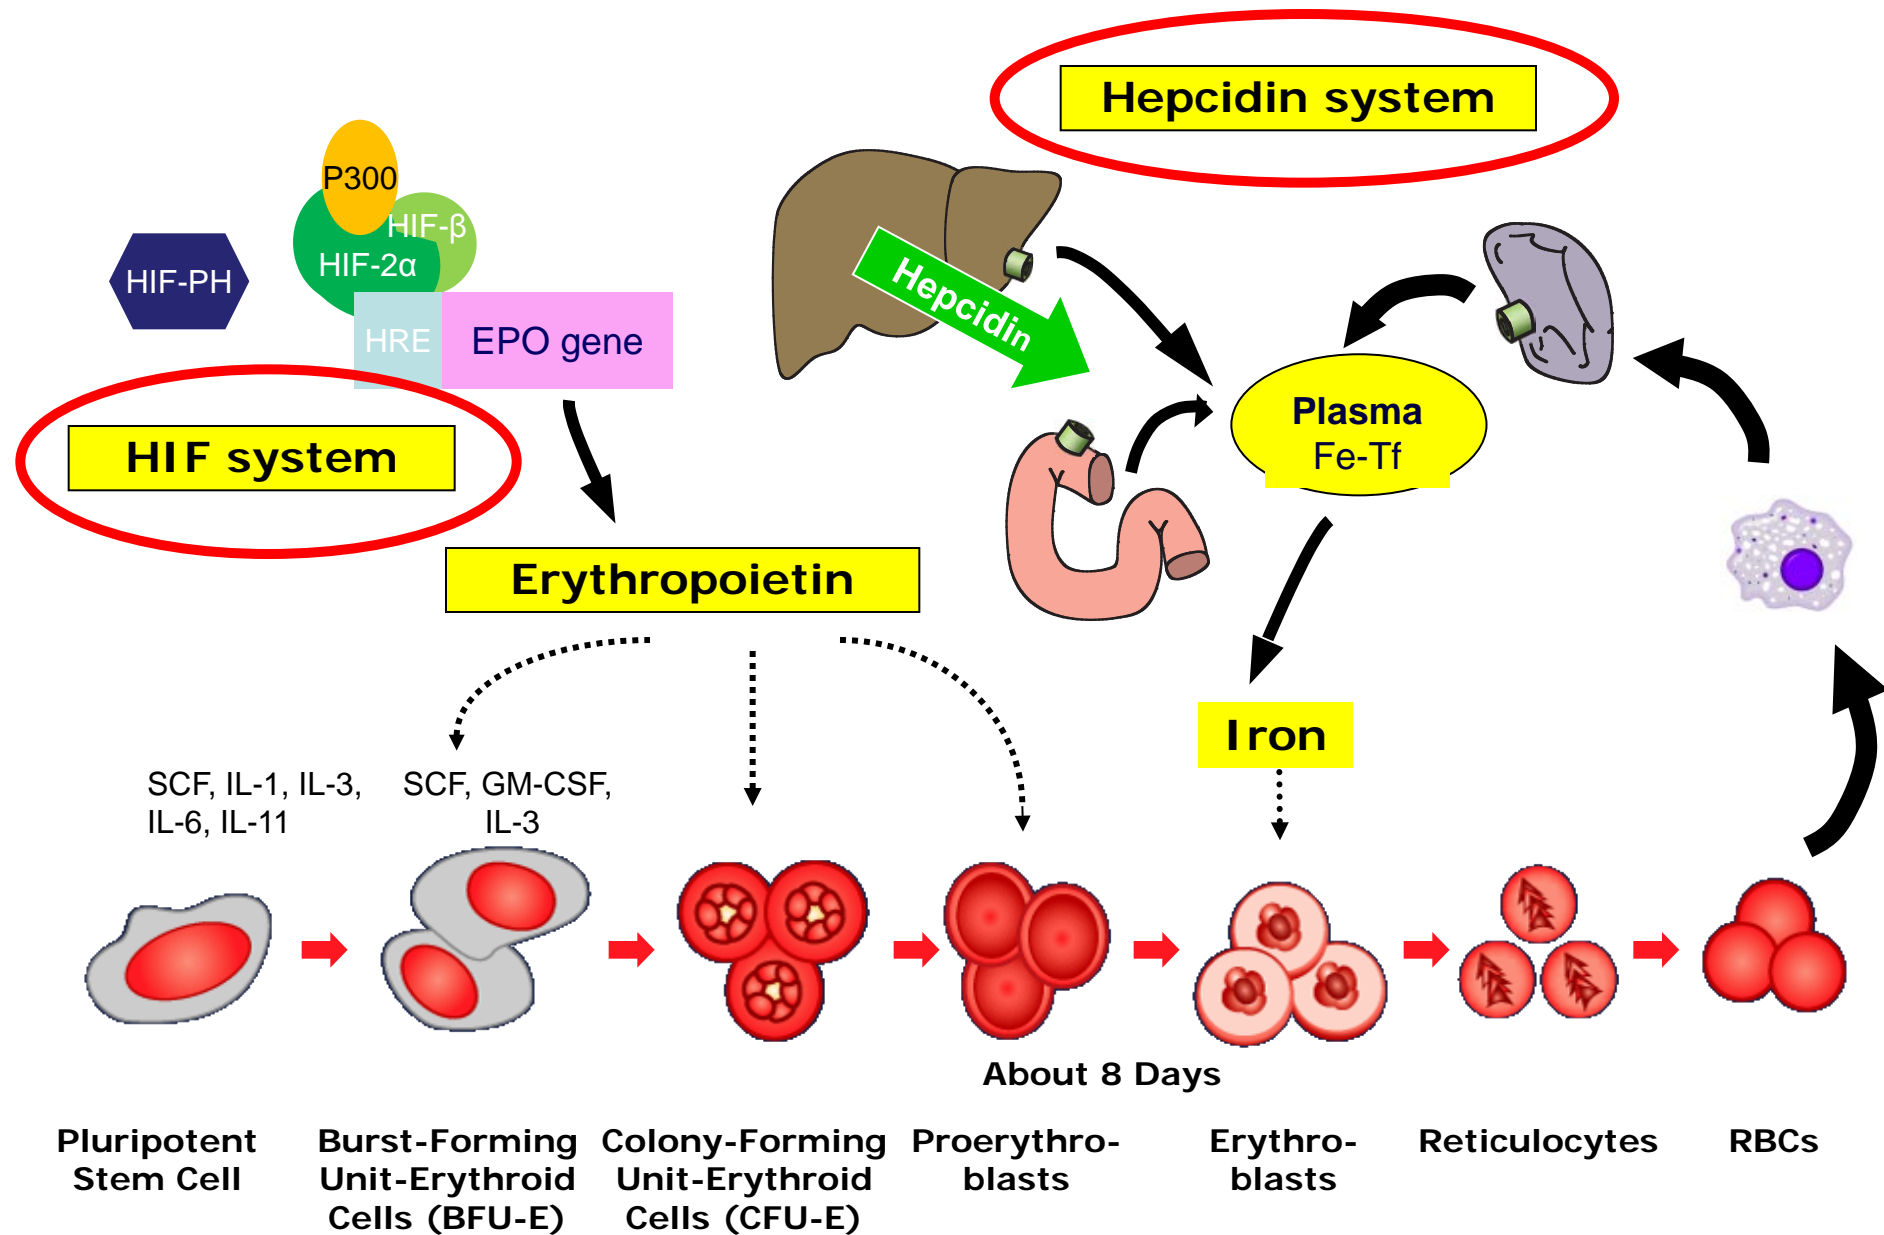 Hepcidin system
P300
HIF-β
HIF-2α
HIF-PH
HRE
EPO gene
HIF system
Hepcidin
Plasma
Fe-Tf
Erythropoietin
Iron
SCF, IL-1, IL-3,
IL-6, IL-11
SCF, GM-CSF,
IL-3
About 8 Days
Pluripotent
Stem Cell
Burst-Forming
Unit-Erythroid
Cells (BFU-E)
Colony-Forming
Unit-Erythroid
Cells (CFU-E)
Proerythro-
blasts
Erythro-
blasts
Reticulocytes
RBCs